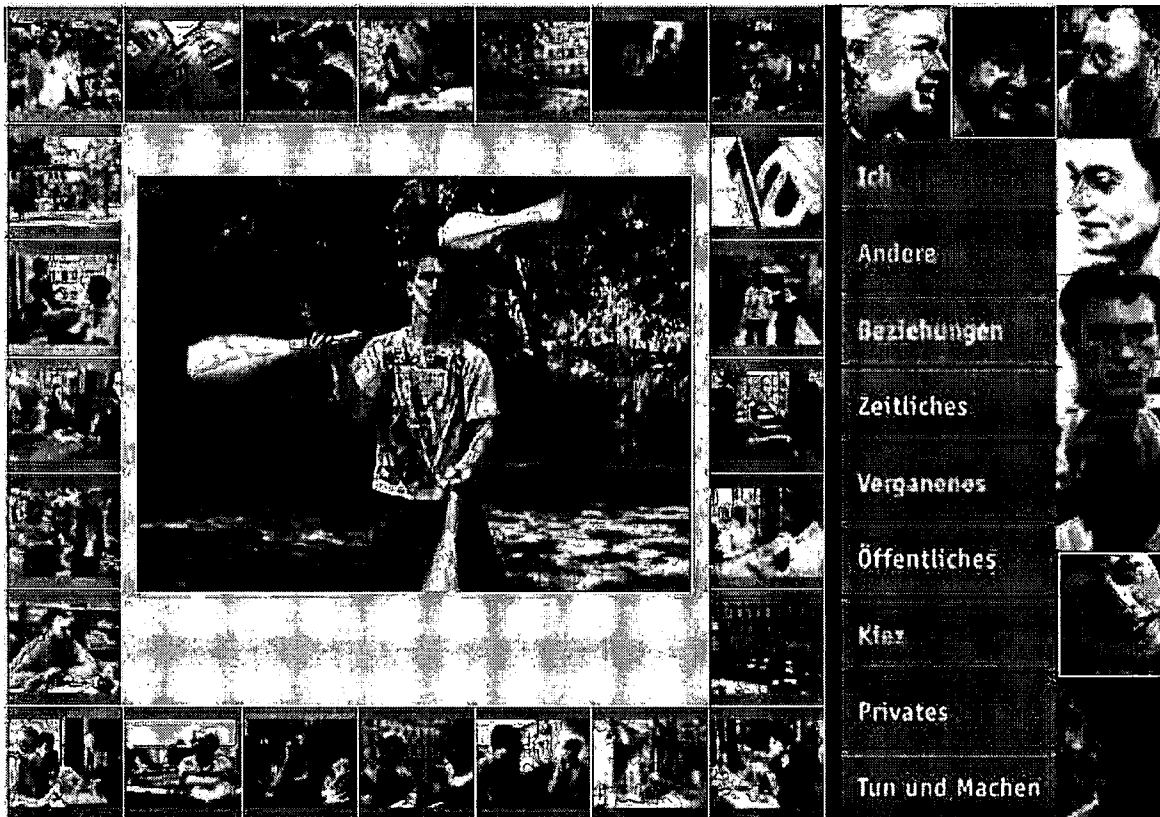 Ich
Andere
Beziehungen
Zeitliches
Verganenes
Öffentliches
Kiez
Privates
Tun und Machen